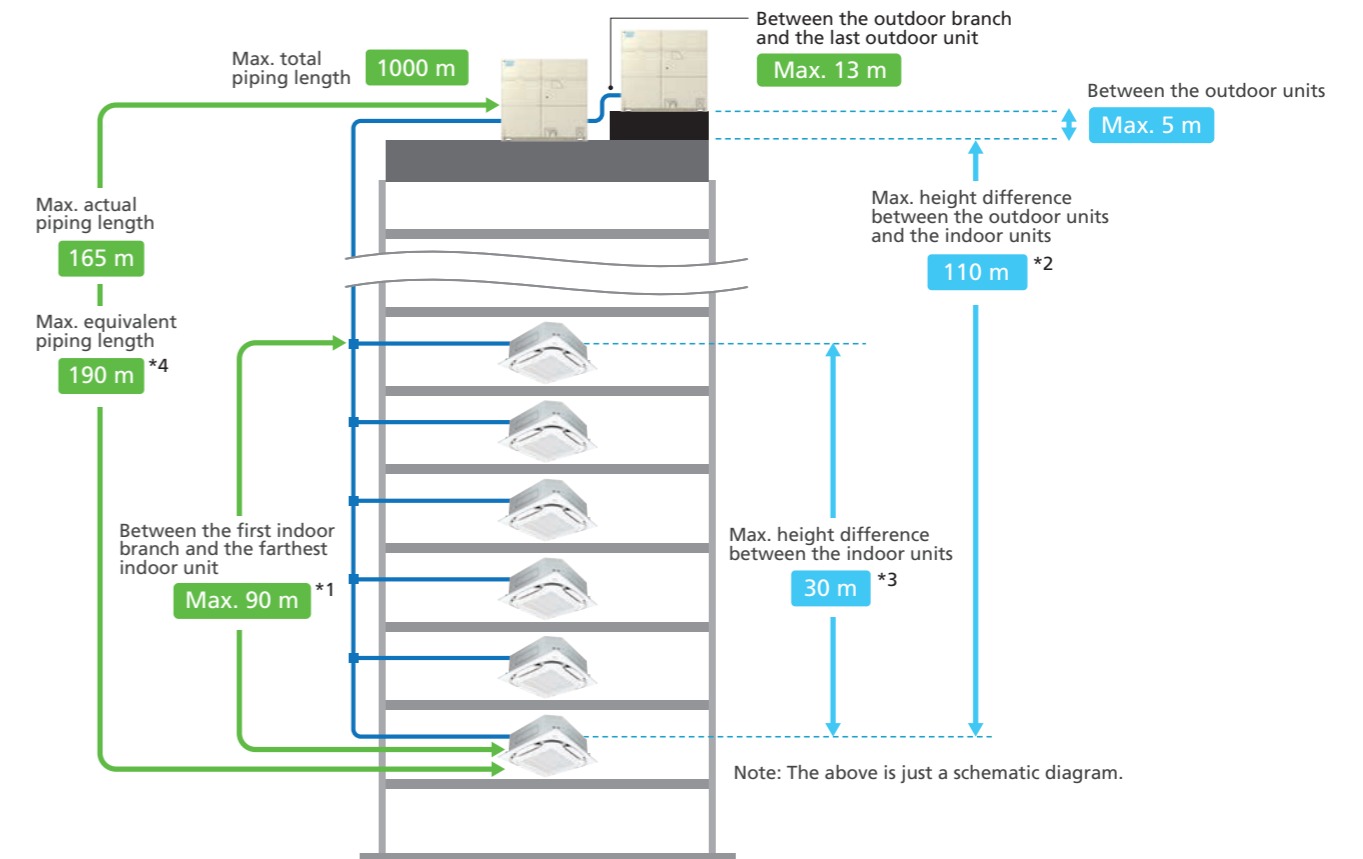 Between the outdoor branch
and the last outdoor unit
Max. 13 m
Max. total
piping length
1000 m
Between the outdoor units
Max. 5 m
Max. actual
piping length
165 m
Max. height difference
between the outdoor units
and the indoor units
110 m *2
Max. equivalent
piping length
190 m *4
Between the first indoor
branch and the farthest
indoor unit
Max. 90 m *1
Max. height difference
between the indoor units
30 m *3
Note: The above is just a schematic diagram.